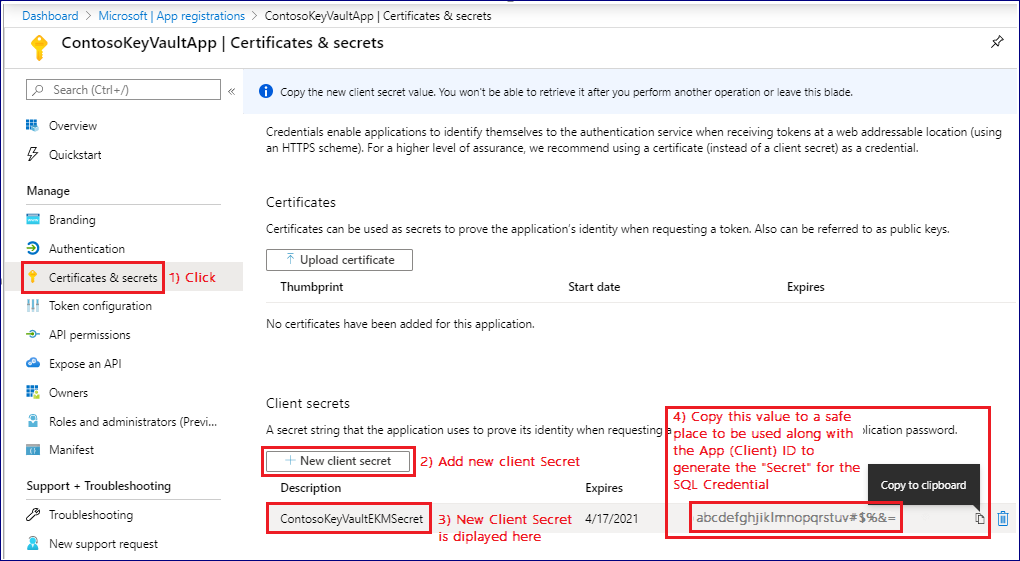 Dashboard > Microsoft | App registrations > ContosoKeyVaultApp | Certificates & secrets
ContosoKeyVaultApp | Certificates & secrets
Search (Ctrl+/)
«
Overview
Quickstart
Manage
Branding
Authentication
Certificates & secrets
1) Click
Token configuration
API permissions
Expose an API
Owners
Roles and administrators (Previ...
Manifest
Support + Troubleshooting
Troubleshooting
New support request
Copy the new client secret value. You won't be able to retrieve it after you perform another operation or leave this blade.
Credentials enable applications to identify themselves to the authentication service when receiving tokens at a web addressable location (using
an HTTPS scheme). For a higher level of assurance, we recommend using a certificate (instead of a client secret) as a credential.
Certificates
Certificates can be used as secrets to prove the application's identity when requesting a token. Also can be referred to as public keys.
Upload certificate
Thumbprint Start date Expires
No certificates have been added for this application.
Client secrets
A secret string that the application uses to prove its identity when requesting a
plication password.
+ New client secret
2) Add new client Secret
Description Expires
ContosoKeyVaultEKMSecret
3) New Client Secret
is diplayed here
4/17/2021
4) Copy this value to a safe
place to be used along with
the App (Client) ID to
generate the "Secret" for the
SQL Credential
Copy to clipboard
abcdefghjiklmnopqrstuv#$%&=